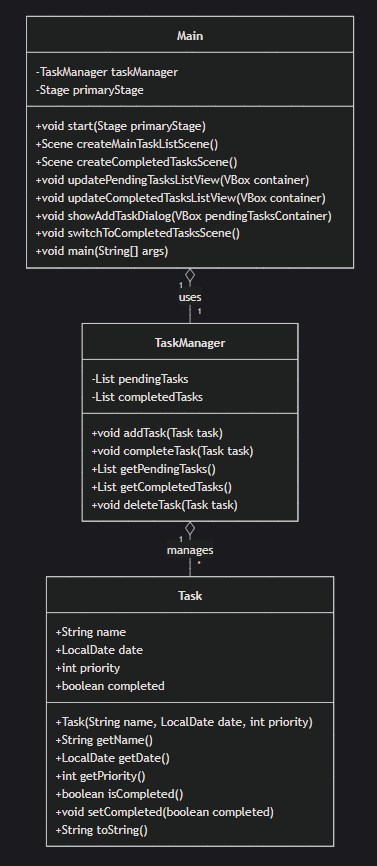 Main
-TaskManager taskManager
-Stage primaryStage
+void start(Stage primaryStage)
+Scene createMainTaskListScene()
+Scene createCompletedTasksScene()
+void updatePendingTasksListView(VBox container)
+void updateCompletedTasksListView(VBox container)
+void showAddTaskDialog(VBox pendingTasksContainer)
+void switchToCompletedTasksScene()
+void main(String[] args)
1
uses
1
TaskManager
-List pendingTasks
-List completedTasks
+void addTask(Task task)
+void completeTask(Task task)
+List getPendingTasks()
+List getCompletedTasks()
+void deleteTask(Task task)
1
manages
*
Task
+String name
+LocalDate date
+int priority
+boolean completed
+Task(String name, LocalDate date, int priority)
+String getName()
+LocalDate getDate()
+int getPriority()
+boolean isCompleted()
+void setCompleted(boolean completed)
+String toString()